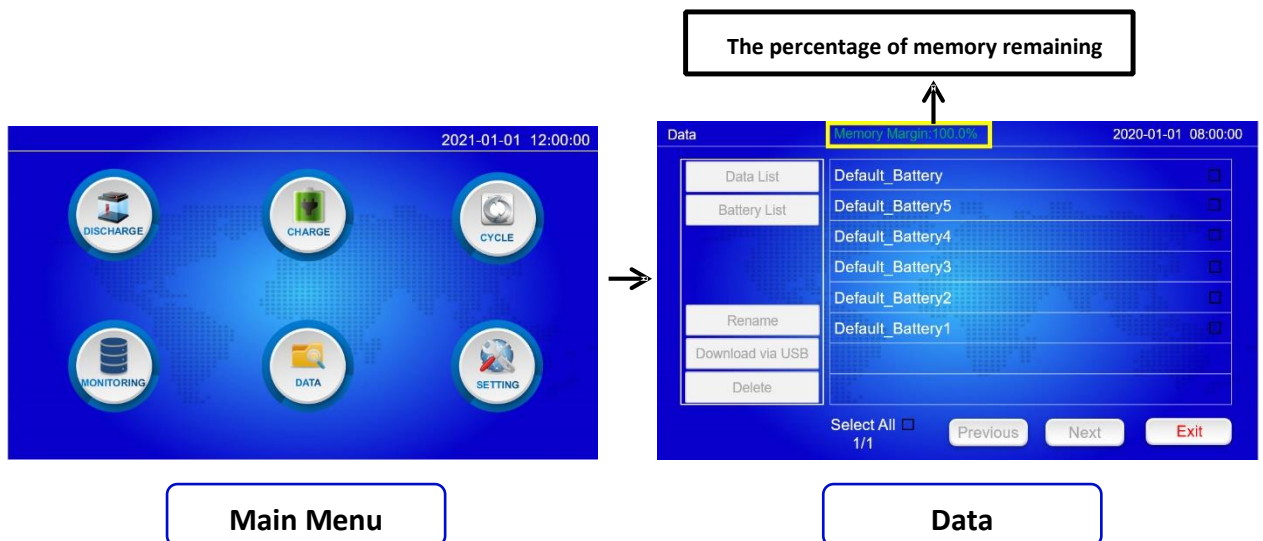 The percentage of memory remaining
2021-01-01 12:00:00
DISCHARGE
CHARGE
CYCLE
MONITORING
DATA
SETTING
Main Menu
Data
Memory Margin:100.0%
2020-01-01 08:00:00
Data List
Battery List
Rename
Download via USB
Delete
Default_Battery
Default_Battery5
Default_Battery4
Default_Battery3
Default_Battery2
Default_Battery1
Select All
1/1
Previous
Next
Exit
Data